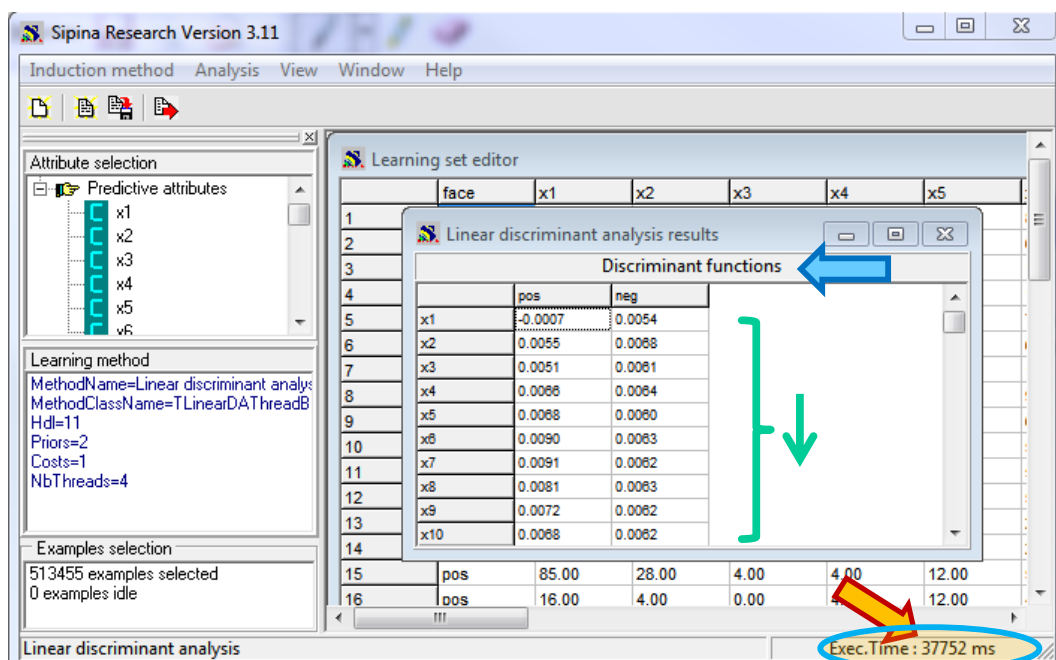 Sipina Research Version 3.11
Induction method Analysis View Window Help
Attribute selection
Predictive attributes
x1
x2
x3
x4
x5
x6
Learning method
MethodName=Linear discriminant analys
MethodClassName=TLinearDAThreadB
Hdl=11
Priors=2
Costs=1
NbThreads=4
Examples selection
513455 examples selected
0 examples idle
Learning set editor
face x1 x2 x3 x4 x5
1
2
3
4
5
6
7
8
9
10
11
12
13
14
15 pos 85.00 28.00 4.00 4.00 12.00
16 pos 16.00 4.00 0.00 12.00
Linear discriminant analysis results
Discriminant functions
pos neg
x1 -0.0007 0.0054
x2 0.0055 0.0068
x3 0.0051 0.0061
x4 0.0066 0.0064
x5 0.0068 0.0060
x6 0.0090 0.0063
x7 0.0091 0.0062
x8 0.0081 0.0063
x9 0.0072 0.0062
x10 0.0068 0.0062
Linear discriminant analysis
Exec.Time : 37752 ms